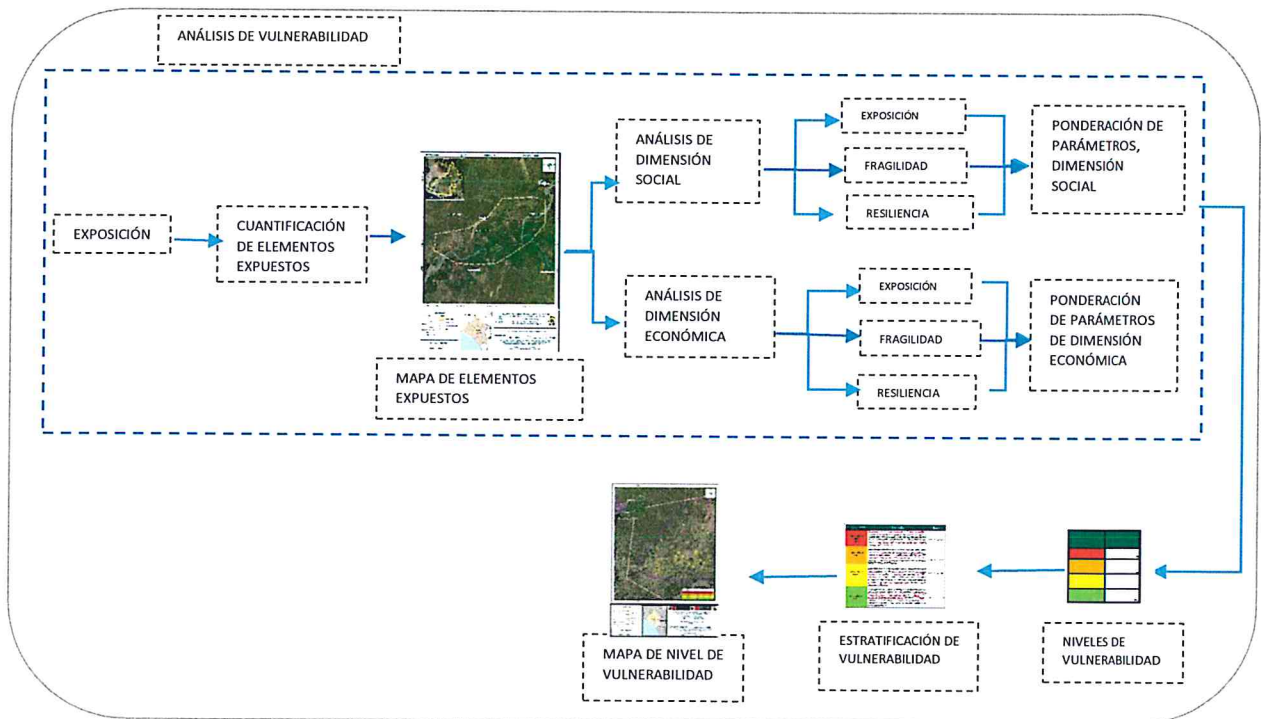 ANÁLISIS DE VULNERABILIDAD
EXPOSICIÓN
CUANTIFICACIÓN
DE ELEMENTOS
EXPUESTOS
MAPA DE ELEMENTOS
EXPUESTOS
ANÁLISIS DE
DIMENSIÓN
SOCIAL
EXPOSICIÓN
FRAGILIDAD
RESILIENCIA
PONDERACIÓN DE
PARÁMETROS,
DIMENSIÓN
SOCIAL
ANÁLISIS DE
DIMENSIÓN
ECONÓMICA
EXPOSICIÓN
FRAGILIDAD
RESILIENCIA
PONDERACIÓN
DE PARÁMETROS
DE DIMENSIÓN
ECONÓMICA
NIVELES DE
VULNERABILIDAD
ESTRATIFICACIÓN DE
VULNERABILIDAD
MAPA DE NIVEL DE
VULNERABILIDAD